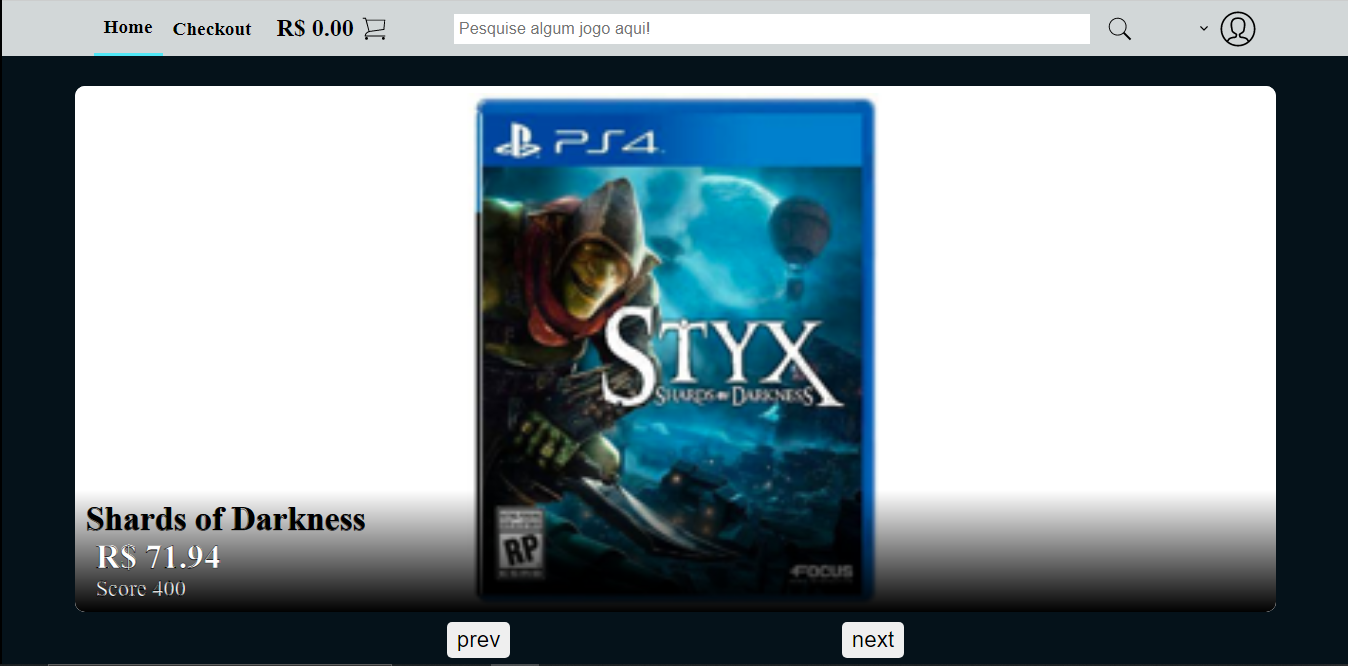 Home Checkout R$ 0.00 Pesquise algum jogo aqui!
PS4
STYX
SHARDS OF DARKNESS
RP
FOCUS
Shards of Darkness
R$ 71.94
Score 400
prev next